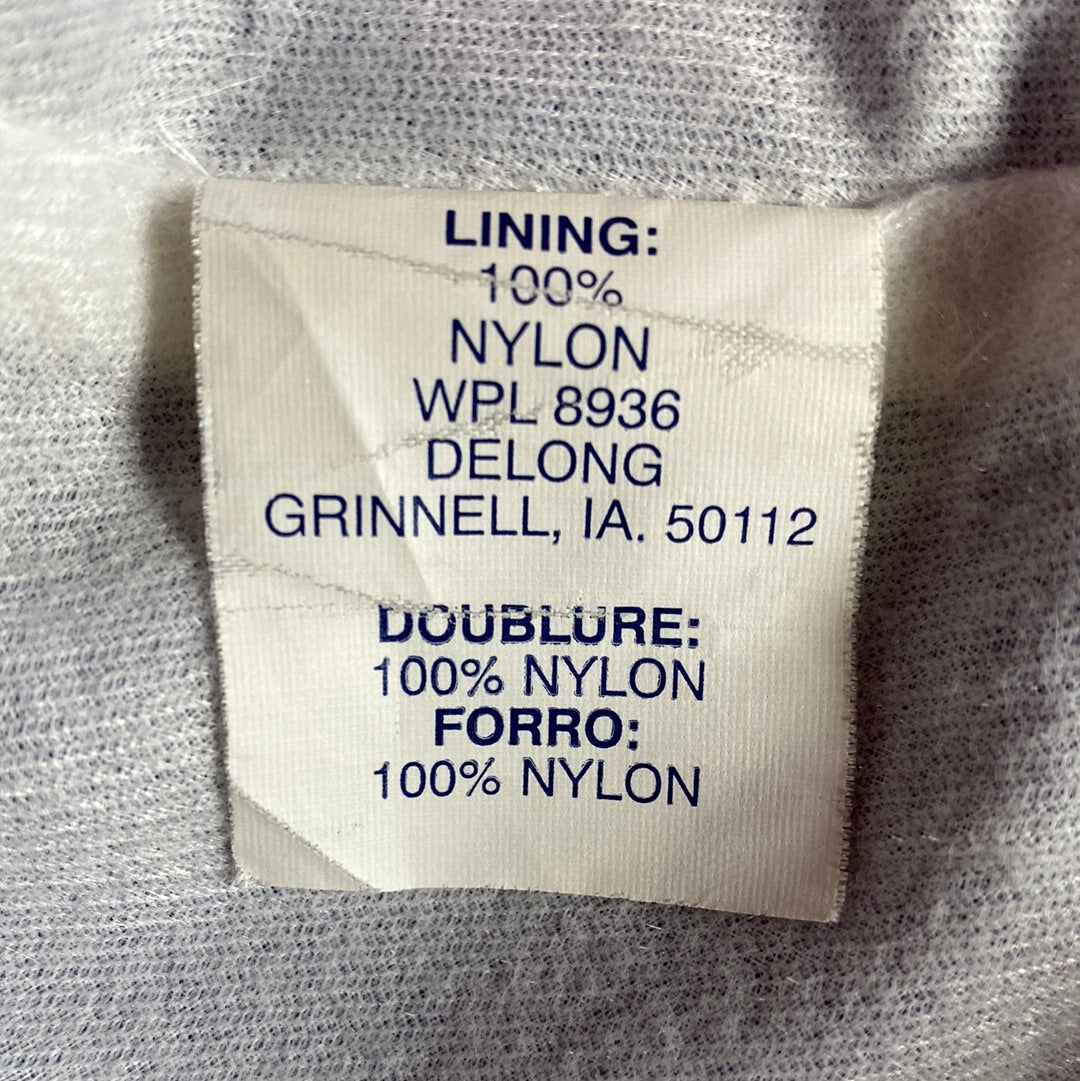 LINING:
100%
NYLON
WPL 8936
DELONG
GRINNELL, IA. 50112
DOUBLURE:
100% NYLON
FORRO:
100% NYLON